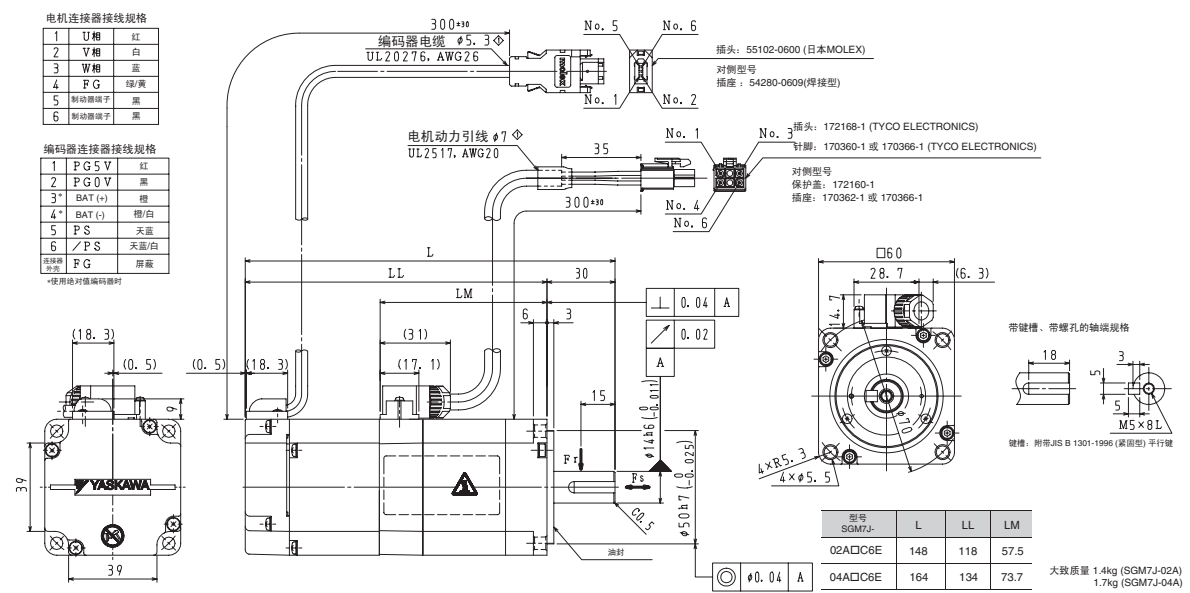 电机连接器接线规格
1 U相 红
2 V相 白
3 W相 蓝
4 FG 绿/黄
5 制动器端子 黑
6 制动器端子 黑
编码器连接器接线规格
1 PG5V 红
2 PG0V 黑
3* BAT (+) 橙
4* BAT (-) 橙/白
5 PS 天蓝
6 /PS 天蓝/白
连接器外壳 FG 屏蔽
*使用绝对值编码器时
300±30
编码器电缆 φ5.3
UL20276, AWG26
No. 5
No. 6
No. 1
No. 2
插头：55102-0600 (日本MOLEX)
对侧型号
插座：54280-0609(焊接型)
电机动力引线 φ7
UL2517, AWG20
35
300±30
No. 1
No. 3
No. 4
No. 6
插头：172168-1 (TYCO ELECTRONICS)
针脚：170360-1 或 170366-1 (TYCO ELECTRONICS)
对侧型号
保护盖：172160-1
插座：170362-1 或 170366-1
L
LL
30
LM
6
3
⊥ 0.04 A
↗ 0.02
A
(18.3)
(0.5)
9
39
39
YASKAWA
(0.5)
(18.3)
(31)
(17.1)
15
Fr
Fs
φ14h6 (0 -0.011)
φ50h7 (0 -0.025)
C0.5
油封
◎ φ0.04 A
□60
28.7
(6.3)
14.7
φ70
4×R5.3
4×φ5.5
带键槽、带螺孔的轴端规格
18
3
5
5
M5×8L
键槽：附带JIS B 1301-1996 (紧固型) 平行键
型号 SGM7J- L LL LM
02A□C6E 148 118 57.5
04A□C6E 164 134 73.7
大致质量 1.4kg (SGM7J-02A)
1.7kg (SGM7J-04A)